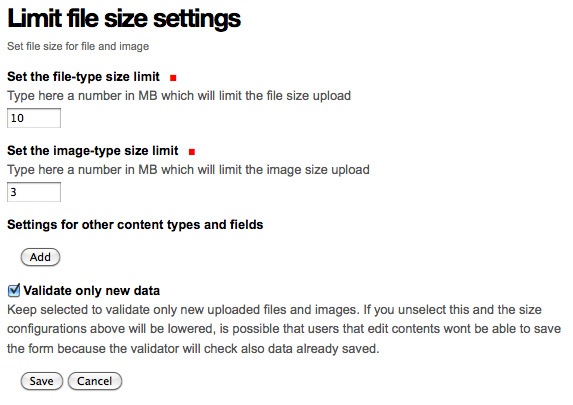 Limit file size settings
Set file size for file and image
Set the file-type size limit
Type here a number in MB which will limit the file size upload
10
Set the image-type size limit
Type here a number in MB which will limit the image size upload
3
Settings for other content types and fields
Add
Validate only new data
Keep selected to validate only new uploaded files and images. If you unselect this and the size
configurations above will be lowered, is possible that users that edit contents wont be able to save
the form because the validator will check also data already saved.
Save Cancel